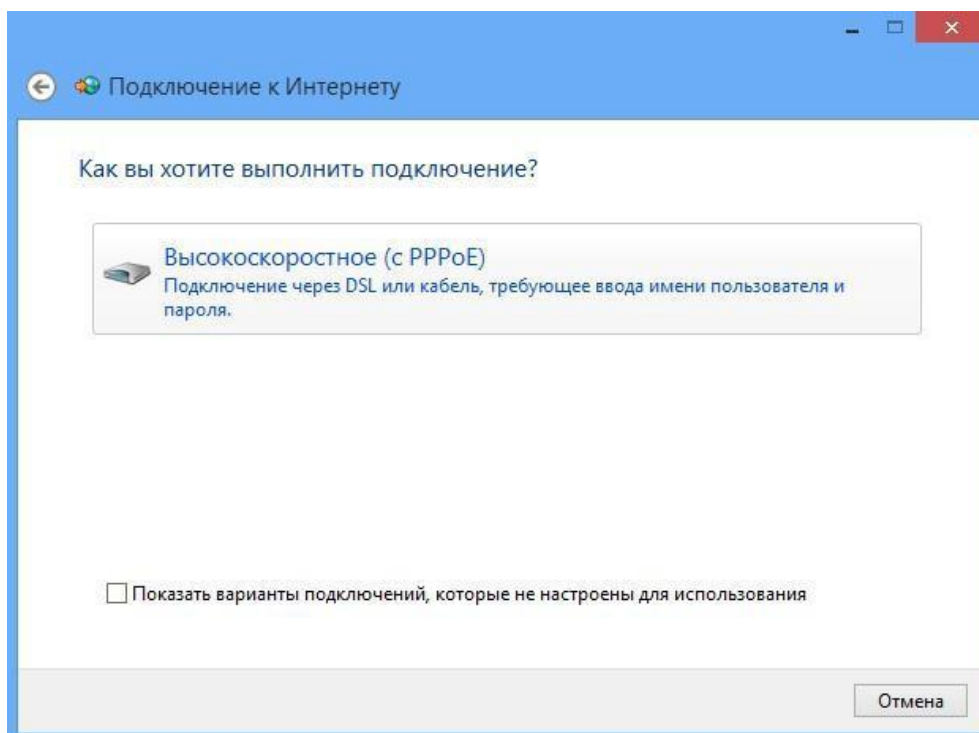 Подключение к Интернету
Как вы хотите выполнить подключение?
Высокоскоростное (с PPPoE)
Подключение через DSL или кабель, требующее ввода имени пользователя и
пароля.
Показать варианты подключений, которые не настроены для использования
Отмена